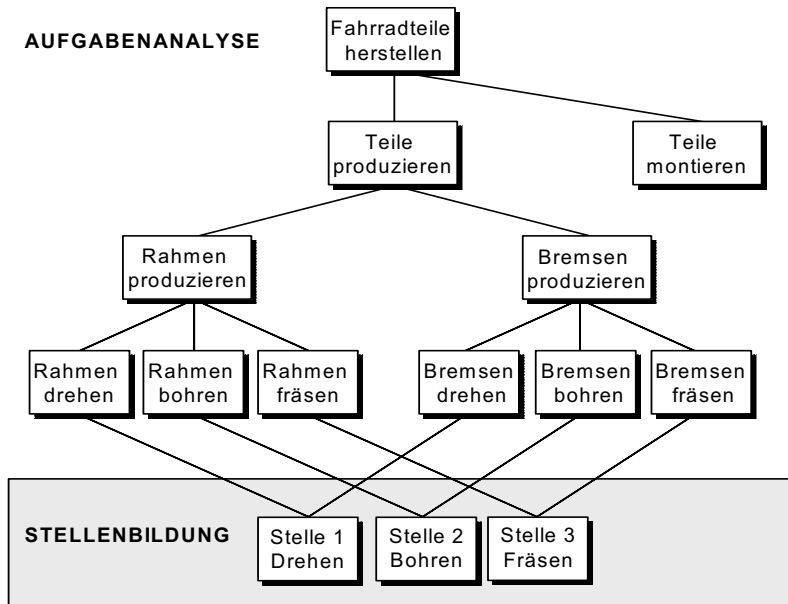 AUFGABENANALYSE
Fahrradteile
herstellen
Teile
produzieren
Teile
montieren
Rahmen
produzieren
Bremsen
produzieren
Rahmen
drehen
Rahmen
bohren
Rahmen
fräsen
Bremsen
drehen
Bremsen
bohren
Bremsen
fräsen
STELLENBILDUNG
Stelle 1
Drehen
Stelle 2
Bohren
Stelle 3
Fräsen